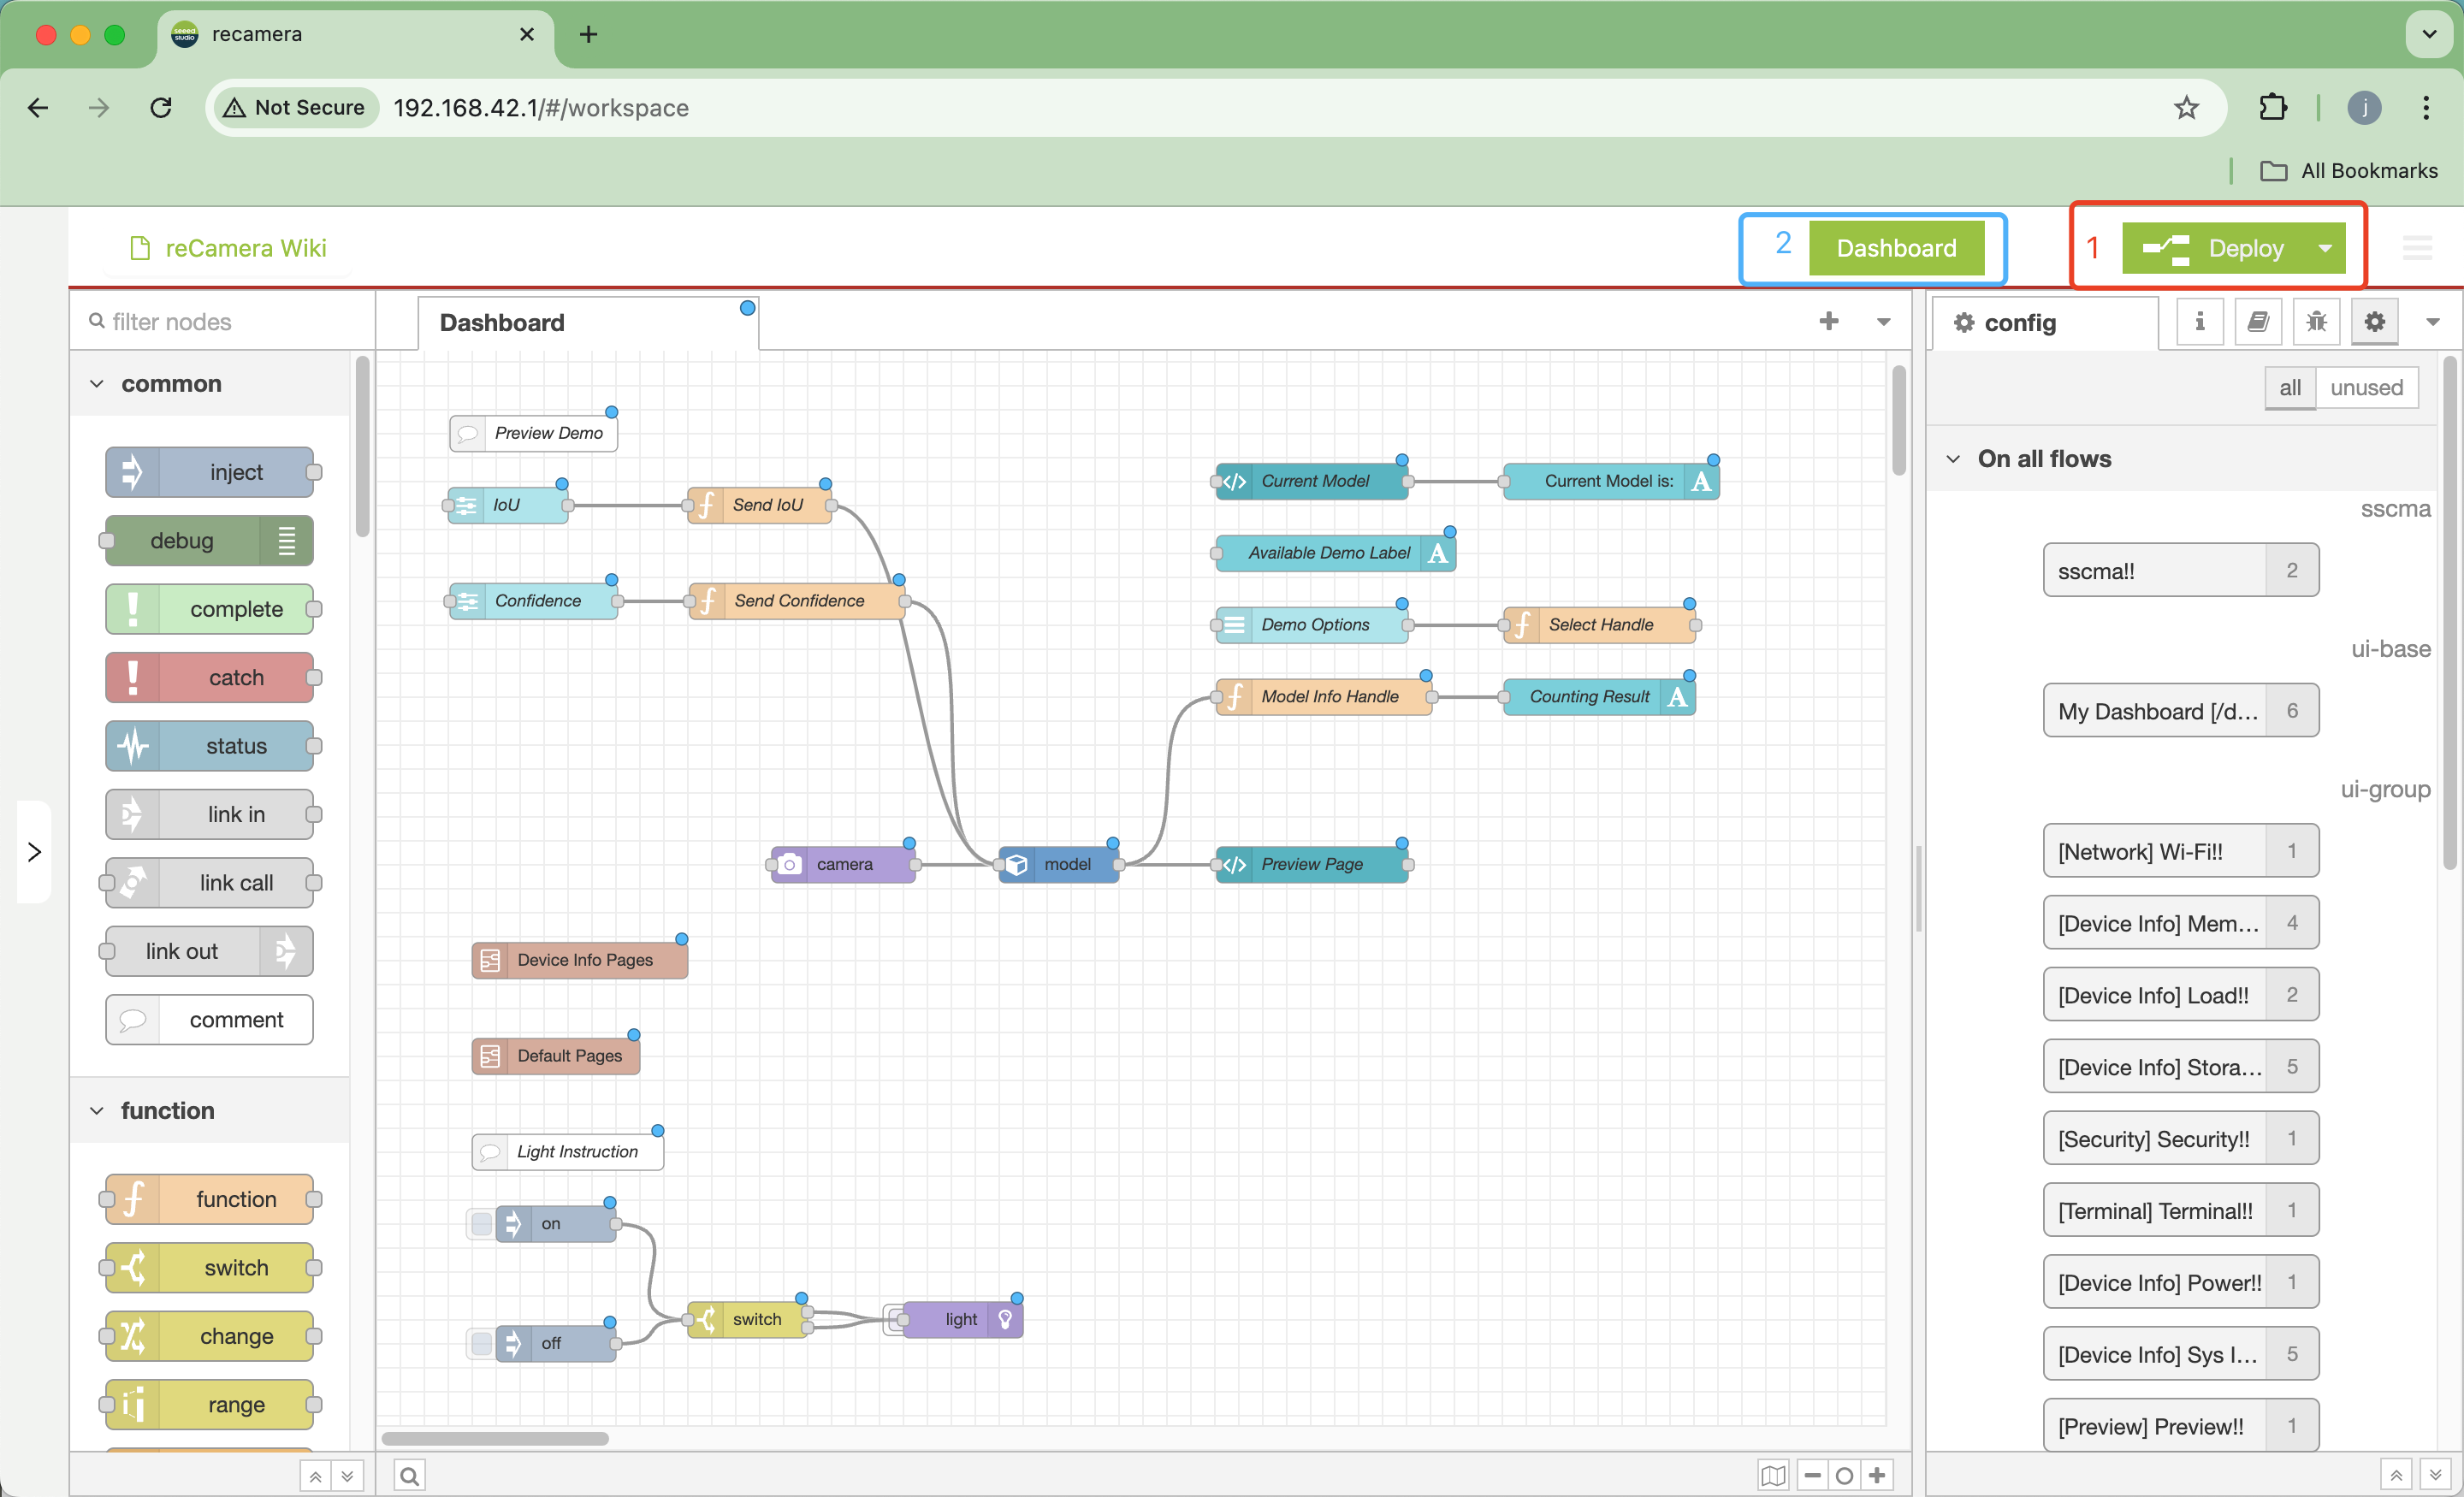 seeed studio
recamera
Not Secure
192.168.42.1/#/workspace
j
All Bookmarks
reCamera Wiki
2
Dashboard
1
Deploy
filter nodes
Dashboard
config
i
all
unused
common
inject
debug
complete
catch
status
link in
link call
link out
comment
function
function
switch
change
range
Preview Demo
IoU
Send IoU
Confidence
Send Confidence
Current Model
Current Model is:
A
Available Demo Label
A
Demo Options
Select Handle
Model Info Handle
Counting Result
A
camera
model
Preview Page
Device Info Pages
Default Pages
Light Instruction
on
off
switch
light
On all flows
sscma
sscma!! 2
ui-base
My Dashboard [/d... 6
ui-group
[Network] Wi-Fi!! 1
[Device Info] Mem... 4
[Device Info] Load!! 2
[Device Info] Stora... 5
[Security] Security!! 1
[Terminal] Terminal!! 1
[Device Info] Power!! 1
[Device Info] Sys I... 5
[Preview] Preview!! 1